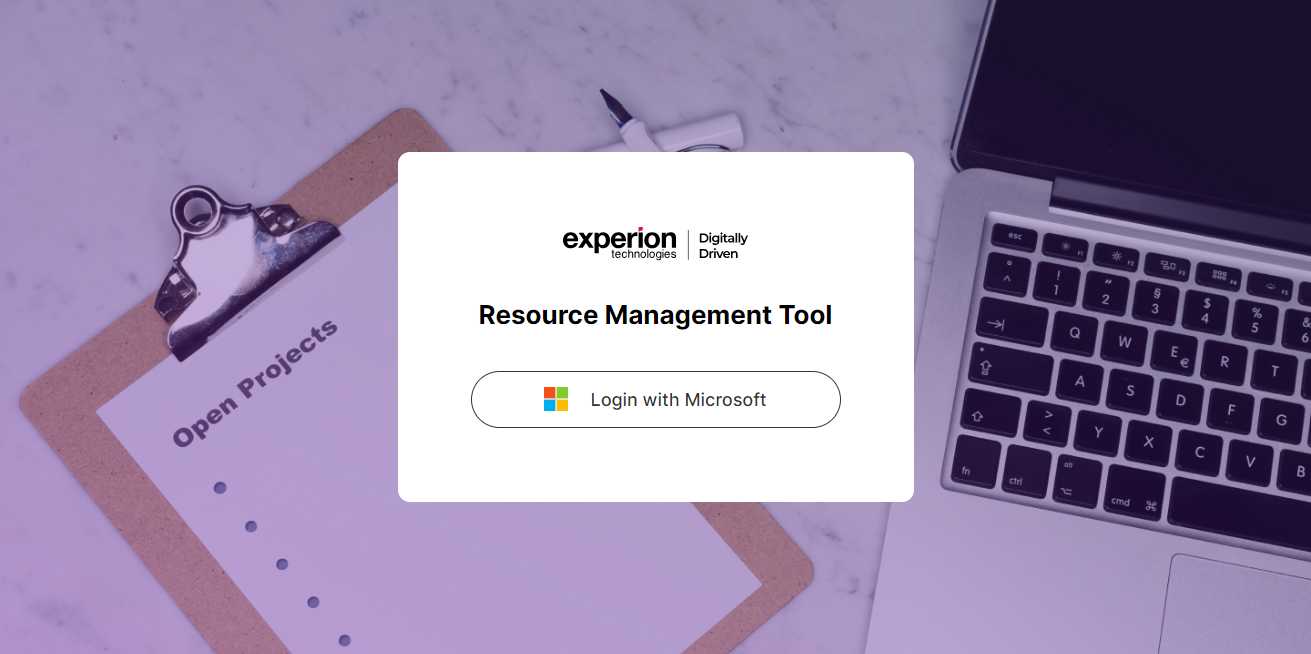 experion
technologies
Digitally
Driven
Resource Management Tool
Login with Microsoft
Open Projects
esc
F1
F2
F3
F4
F5
° ^
! 1
" 2
§ 3
$ 4
% 5
& 6
Q W E € R T
A S D F G
> < Y X C V B
fn ctrl alt cmd ⌘